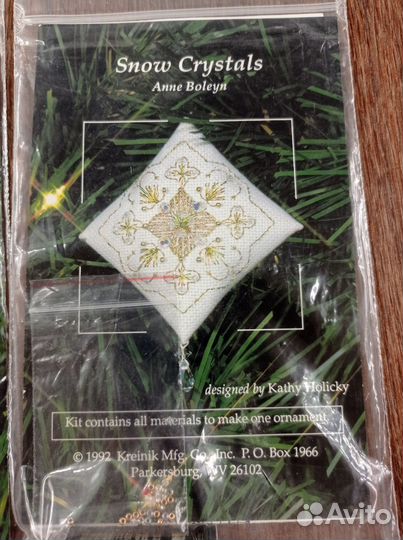 Snow Crystals
Anne Boleyn
designed by Kathy Holicky
Kit contains all materials to make one ornament
© 1992 Kreinik Mfg. Co., Inc. P. O. Box 1966
Parkersburg, WV 26102
Avito